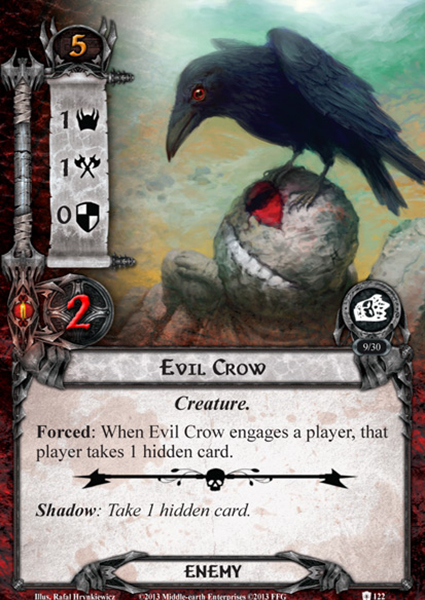 5
1
1
0
2
9/30
Evil Crow
Creature.
Forced: When Evil Crow engages a player, that
player takes 1 hidden card.
Shadow: Take 1 hidden card.
ENEMY
Illus. Rafal Hrynkiewicz ©2013 Middle-earth Enterprises ©2013 FFG 122